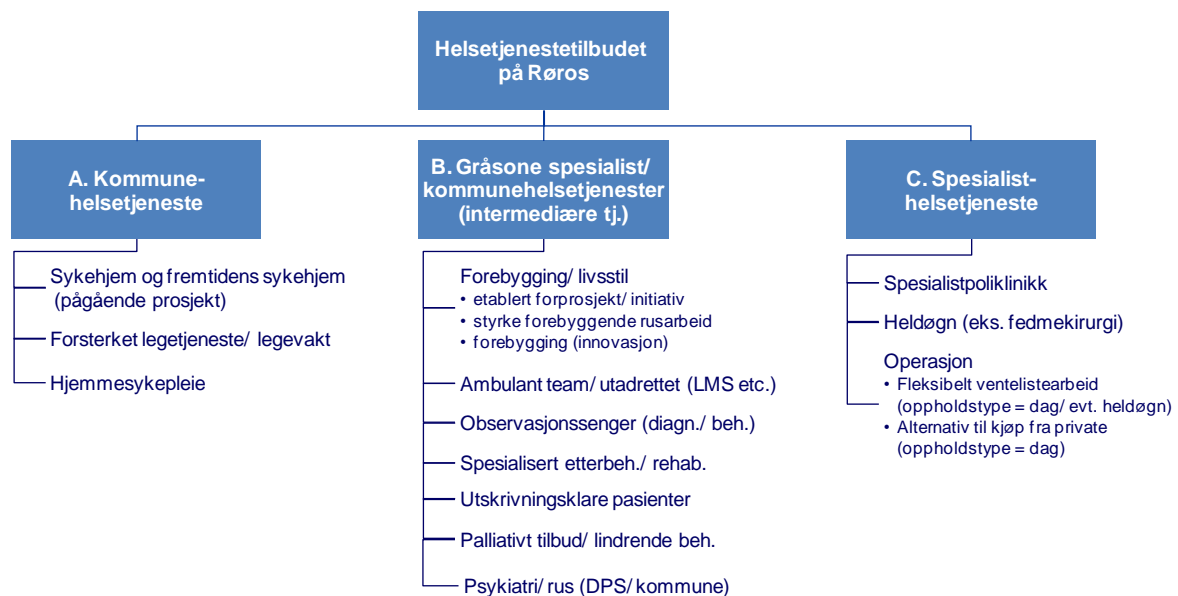 Helsetjenestetilbudet
på Røros
A. Kommune-
helsetjeneste
Sykehjem og fremtidens sykehjem
(pågående prosjekt)
Forsterket legetjeneste/ legevakt
Hjemmesykepleie
B. Gråsone spesialist/
kommunehelsetjenester
(intermediære tj.)
Forebygging/ livsstil
• etablert forprosjekt/ initiativ
• styrke forebyggende rusarbeid
• forebygging (innovasjon)
Ambulant team/ utadrettet (LMS etc.)
Observasjonssenger (diagn./ beh.)
Spesialisert etterbeh./ rehab.
Utskrivningsklare pasienter
Palliativt tilbud/ lindrende beh.
Psykiatri/ rus (DPS/ kommune)
C. Spesialist-
helsetjeneste
Spesialistpoliklinikk
Heldøgn (eks. fedmekirurgi)
Operasjon
• Fleksibelt ventelistearbeid
(oppholdstype = dag/ evt. heldøgn)
• Alternativ til kjøp fra private
(oppholdstype = dag)